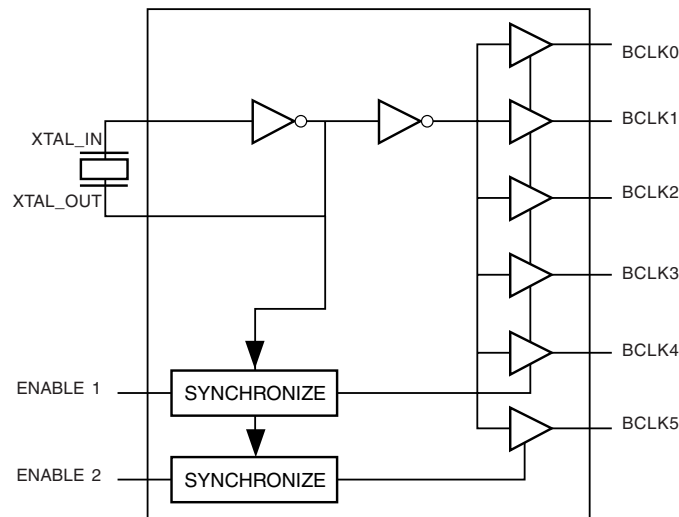 BCLK0
BCLK1
XTAL_IN
BCLK2
XTAL_OUT
BCLK3
BCLK4
ENABLE 1
SYNCHRONIZE
BCLK5
ENABLE 2
SYNCHRONIZE